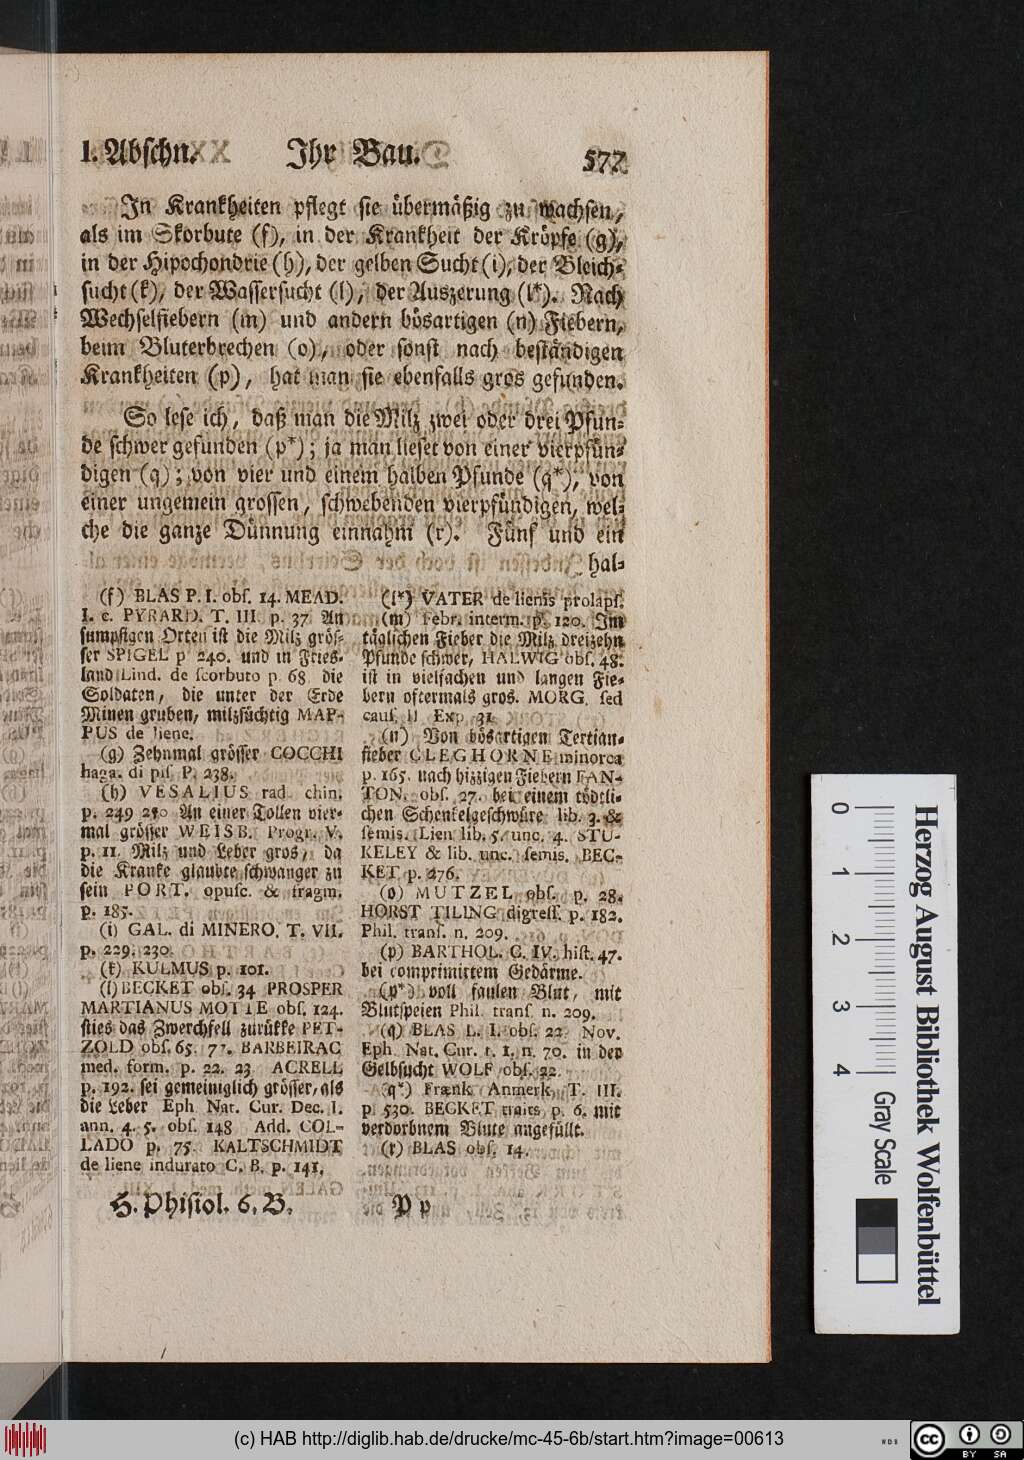 I. Abschn. Ihr Bau. 577
In Krankheiten pflegt sie übermäßig zu wachsen,
als im Skorbute (f), in der Krankheit der Kröpfe (g),
in der Hipochondrie (h), der gelben Sucht (i), der Bleich-
sucht (k), der Wassersucht (l), der Auszerung (l*). Nach
Wechselfiebern (m) und andern bösartigen (n) Fiebern,
beim Bluterbrechen (o), oder sonst nach beständigen
Krankheiten (p), hat man sie ebenfalls gros gefunden.
So lese ich, daß man die Milz zwei oder drei Pfun-
de schwer gefunden (p*); ja man lieset von einer vierpfün-
digen (q); von vier und einem halben Pfunde (q*), von
einer ungemein grossen, schwebenden vierpfündigen, wel-
che die ganze Dünnung einnahm (r). Fünf und ein
hal-
(f) BLAS P. I. obs. 14. MEAD.
I. c. PYRARD. T. III. p. 37. An
sumpfigen Orten ist die Milz grös-
ser SPIGEL p 240. und in Fries-
land Lind. de scorbuto p. 68. die
Soldaten, die unter der Erde
Minen gruben, milzsüchtig MAP-
PUS de liene.
(g) Zehnmal grösser COCCHI
bagn. di pis. P. 238.
(h) VESALIUS rad. chin.
p. 249 250 An einer Tollen vier-
mal grösser WEISB. Progr. V.
p. 11. Milz und Leber gros, da
die Kranke glaubte schwanger zu
sein PORT. opusc. & fragm.
p. 185.
(i) GAL. di MINERO. T. VII.
p. 229. 230.
(k) KULMUS p. 101.
(l) BECKET obs. 34 PROSPER
MARTIANUS MOTTE obs. 124.
sties das Zwerchfell zurükke PET-
ZOLD obs. 65. 77. BARBEIRAC
med. form. p. 22. 23 ACRELL
p. 192. sei gemeiniglich grösser, als
die Leber Eph. Nat. Cur. Dec. I.
ann. 4. 5. obs. 148 Add. COL-
LADO p. 75. KALTSCHMIDT
de liene indurato C. B. p. 141.
(l*) VATER de lienis prolaps.
(m) Febr. interm. p. 120. Im
täglichen Fieber die Milz dreizehn
Pfunde schwer, HALWIG obs. 48.
ist in vielfachen und langen Fie-
bern oftermals gros. MORG. sed
caus. II. Exp. 31.
(n) Von bösartigen Tertian-
fieber CLEGHORNE minorca
p. 165. nach hizzigen Fiebern FAN-
TON. obs. 27. bei einem tödtli-
chen Schenkelgeschwüre lib. 3. &
semis. Lien lib. 5. unc. 4. STU-
KELEY & lib. unc. semis. BEC-
KET p. 276.
(o) MUTZEL obs. p. 28.
HORST TILING digress. p. 182.
Phil. trans. n. 209.
(p) BARTHOL. C. IV. hist. 47.
bei comprimirtem Gedärme.
(p*) voll faulen Blut, mit
Blutspeien Phil. trans. n. 209.
(q) BLAS L. I. obs. 22 Nov.
Eph. Nat. Cur. t. I. n. 70. in der
Gelbsucht WOLF obs. 22.
(q*) Frænk Anmerk. T. III.
p. 530. BECKET traits p. 6. mit
verdorbnem Blute angefüllt.
(r) BLAS obs. 14.
H. Phisiol. 6. B. P p
0 1 2 3 4
Gray Scale
Herzog August Bibliothek Wolfenbüttel
(c) HAB http://diglib.hab.de/drucke/mc-45-6b/start.htm?image=00613
WDB
cc BY SA